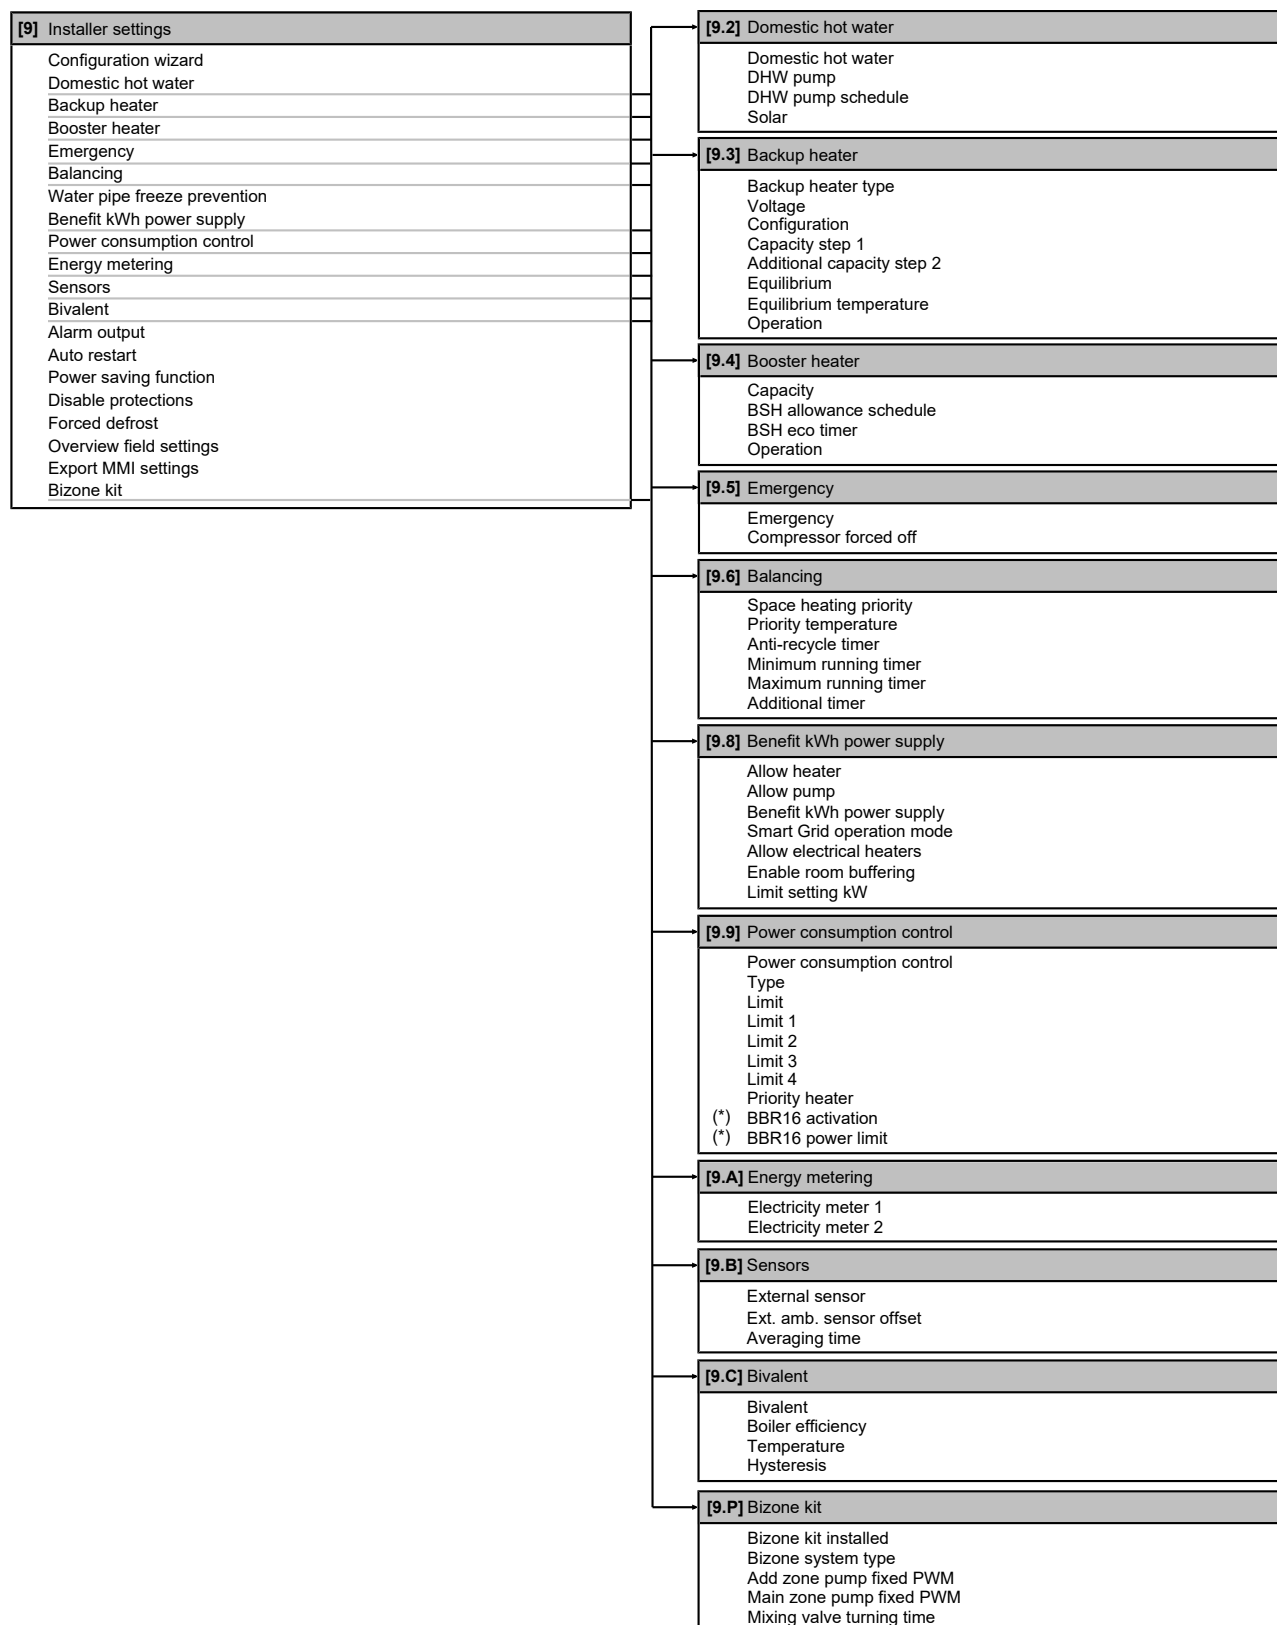 [9] Installer settings
Configuration wizard
Domestic hot water
Backup heater
Booster heater
Emergency
Balancing
Water pipe freeze prevention
Benefit kWh power supply
Power consumption control
Energy metering
Sensors
Bivalent
Alarm output
Auto restart
Power saving function
Disable protections
Forced defrost
Overview field settings
Export MMI settings
Bizone kit
[9.2] Domestic hot water
Domestic hot water
DHW pump
DHW pump schedule
Solar
[9.3] Backup heater
Backup heater type
Voltage
Configuration
Capacity step 1
Additional capacity step 2
Equilibrium
Equilibrium temperature
Operation
[9.4] Booster heater
Capacity
BSH allowance schedule
BSH eco timer
Operation
[9.5] Emergency
Emergency
Compressor forced off
[9.6] Balancing
Space heating priority
Priority temperature
Anti-recycle timer
Minimum running timer
Maximum running timer
Additional timer
[9.8] Benefit kWh power supply
Allow heater
Allow pump
Benefit kWh power supply
Smart Grid operation mode
Allow electrical heaters
Enable room buffering
Limit setting kW
[9.9] Power consumption control
Power consumption control
Type
Limit
Limit 1
Limit 2
Limit 3
Limit 4
Priority heater
(*) BBR16 activation
(*) BBR16 power limit
[9.A] Energy metering
Electricity meter 1
Electricity meter 2
[9.B] Sensors
External sensor
Ext. amb. sensor offset
Averaging time
[9.C] Bivalent
Bivalent
Boiler efficiency
Temperature
Hysteresis
[9.P] Bizone kit
Bizone kit installed
Bizone system type
Add zone pump fixed PWM
Main zone pump fixed PWM
Mixing valve turning time